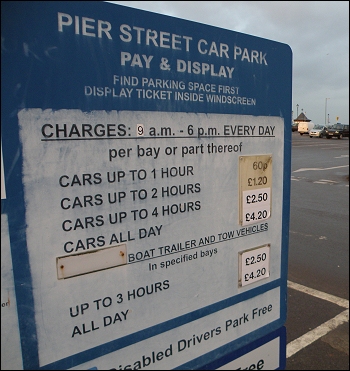 PIER STREET CAR PARK
PAY & DISPLAY
FIND PARKING SPACE FIRST
DISPLAY TICKET INSIDE WINDSCREEN
CHARGES: 9 a.m. - 6 p.m. EVERY DAY
per bay or part thereof
CARS UP TO 1 HOUR 60p
CARS UP TO 2 HOURS £1.20
CARS UP TO 4 HOURS £2.50
CARS ALL DAY £4.20
BOAT TRAILER AND TOW VEHICLES
In specified bays
UP TO 3 HOURS £2.50
ALL DAY £4.20
Disabled Drivers Park Free
Free